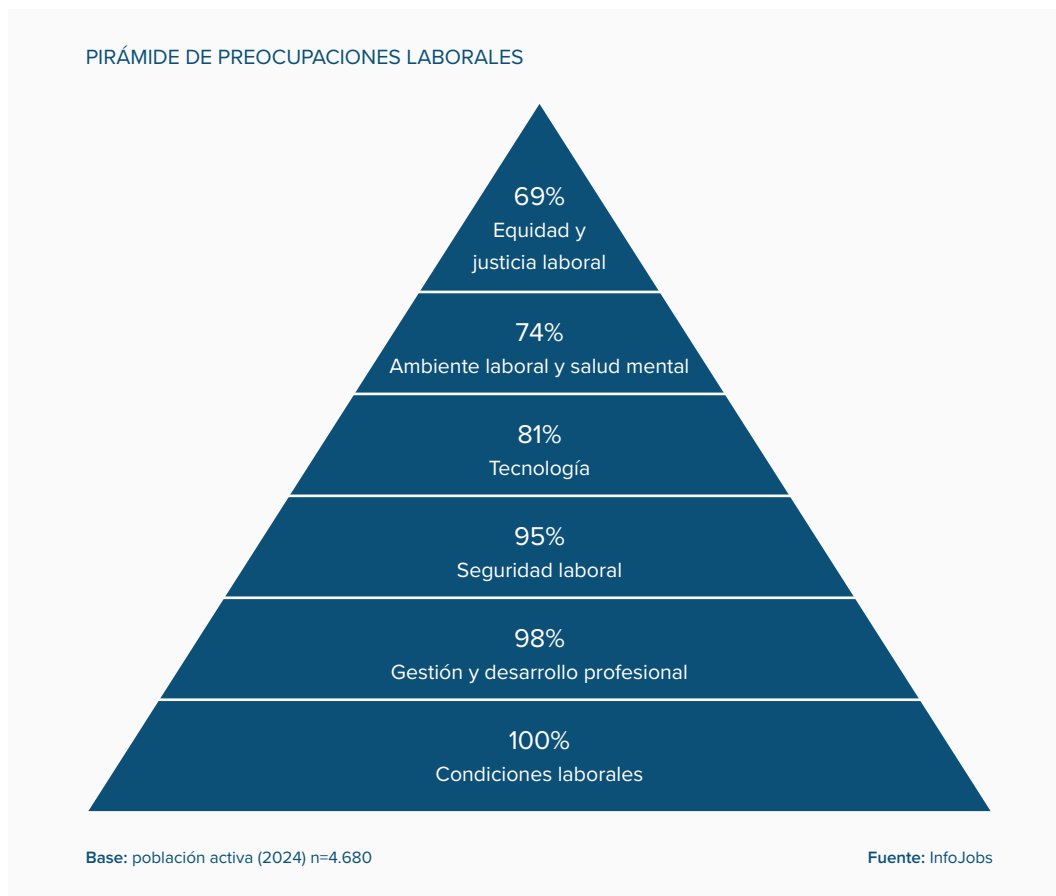 PIRÁMIDE DE PREOCUPACIONES LABORALES
69%
Equidad y
justicia laboral
74%
Ambiente laboral y salud mental
81%
Tecnología
95%
Seguridad laboral
98%
Gestión y desarrollo profesional
100%
Condiciones laborales
Base: población activa (2024) n=4.680
Fuente: InfoJobs